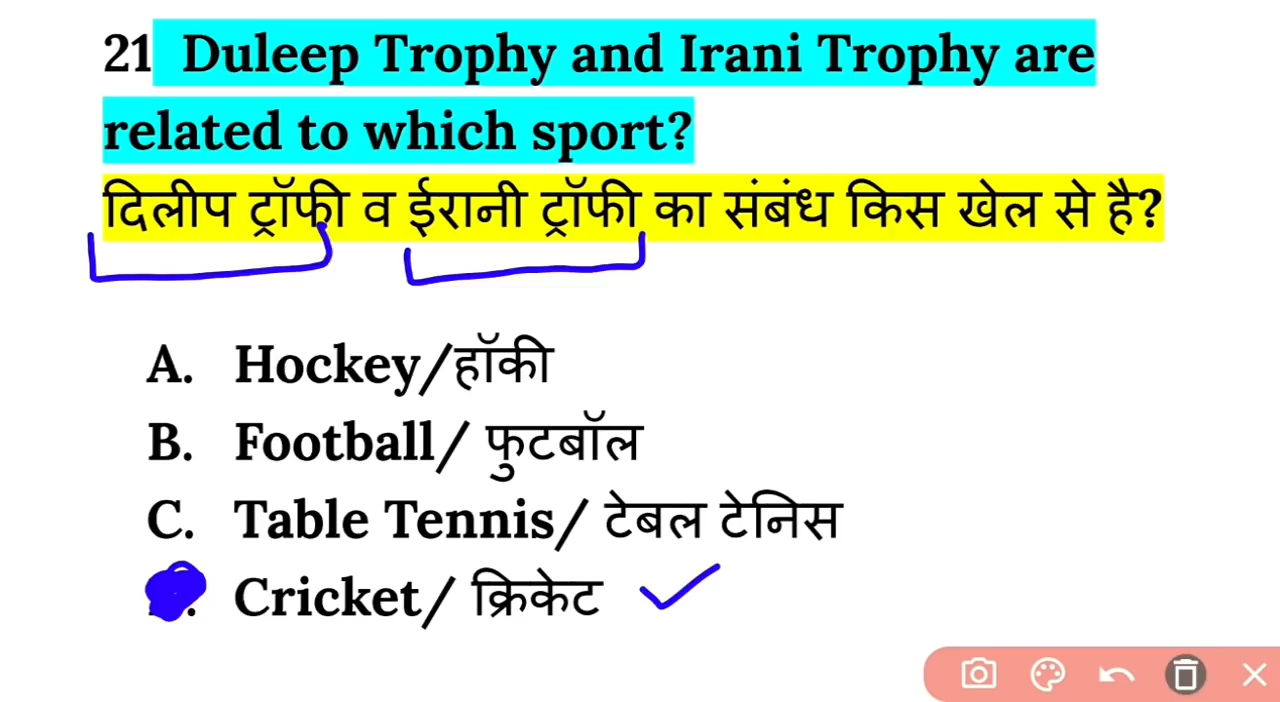 21 Duleep Trophy and Irani Trophy are
related to which sport?
दिलीप ट्रॉफी व ईरानी ट्रॉफी का संबंध किस खेल से है?
A. Hockey/हॉकी
B. Football/ फुटबॉल
C. Table Tennis/ टेबल टेनिस
Cricket/ क्रिकेट